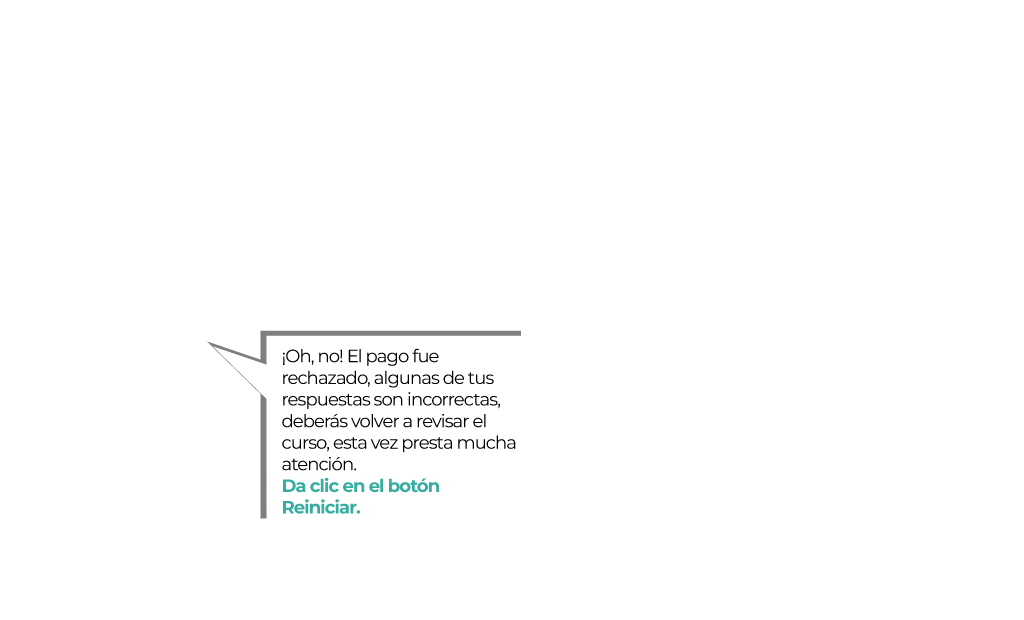 ¡Oh, no! El pago fue
rechazado, algunas de tus
respuestas son incorrectas,
deberás volver a revisar el
curso, esta vez presta mucha
atención.
Da clic en el botón
Reiniciar.